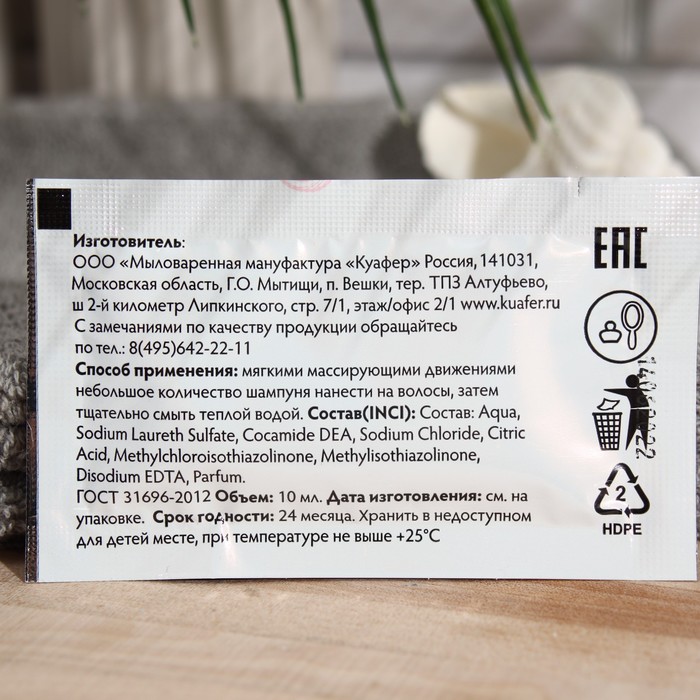 Изготовитель:
ООО «Мыловаренная мануфактура «Куафер» Россия, 141031,
Московская область, Г.О. Мытищи, п. Вешки, тер. ТПЗ Алтуфьево,
ш 2-й километр Липкинского, стр. 7/1, этаж/офис 2/1 www.kuafer.ru
С замечаниями по качеству продукции обращайтесь
по тел.: 8(495)642-22-11
Способ применения: мягкими массирующими движениями
небольшое количество шампуня нанести на волосы, затем
тщательно смыть теплой водой. Состав(INCI): Состав: Aqua,
Sodium Laureth Sulfate, Cocamide DEA, Sodium Chloride, Citric
Acid, Methylchloroisothiazolinone, Methylisothiazolinone,
Disodium EDTA, Parfum.
ГОСТ 31696-2012 Объем: 10 мл. Дата изготовления: см. на
упаковке. Срок годности: 24 месяца. Хранить в недоступном
для детей месте, при температуре не выше +25°С
EAC
2
HDPE